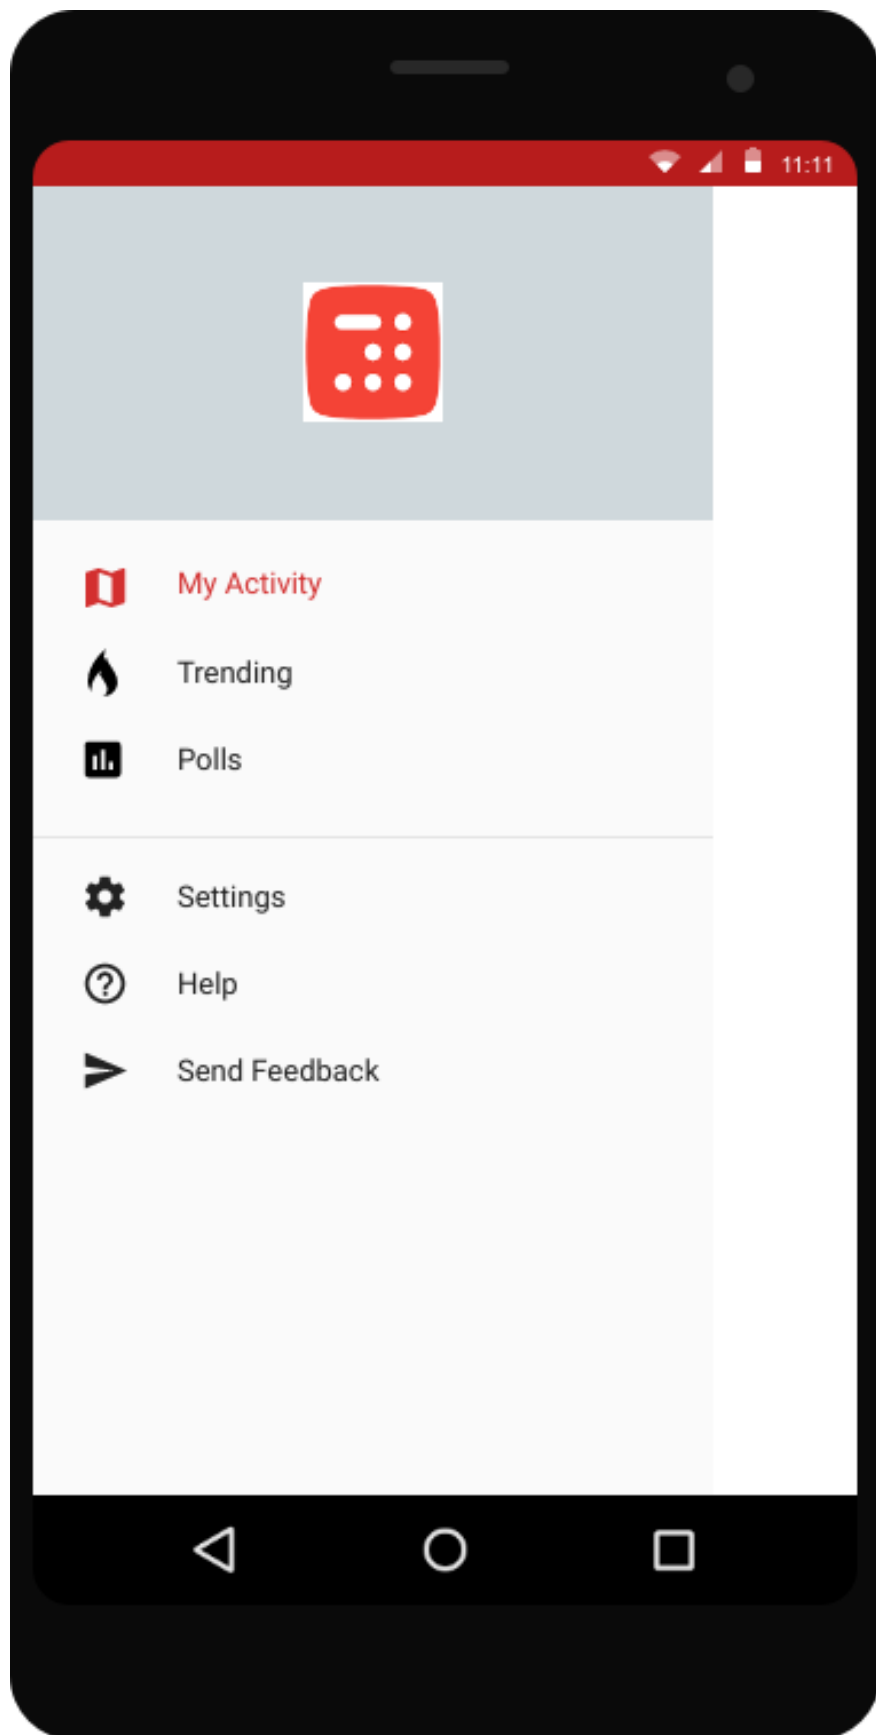 11:11
My Activity
Trending
Polls
Settings
Help
Send Feedback